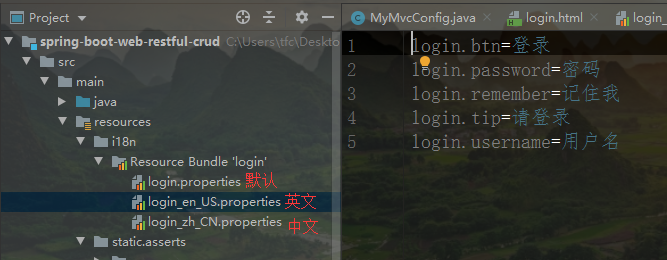 Project
spring-boot-web-restful-crud C:\Users\tfc\Deskto
src
main
java
resources
i18n
Resource Bundle 'login'
login.properties 默认
login_en_US.properties 英文
login_zh_CN.properties 中文
static.asserts
MyMvcConfig.java login.html login_
1 login.btn=登录
2 login.password=密码
3 login.remember=记住我
4 login.tip=请登录
5 login.username=用户名